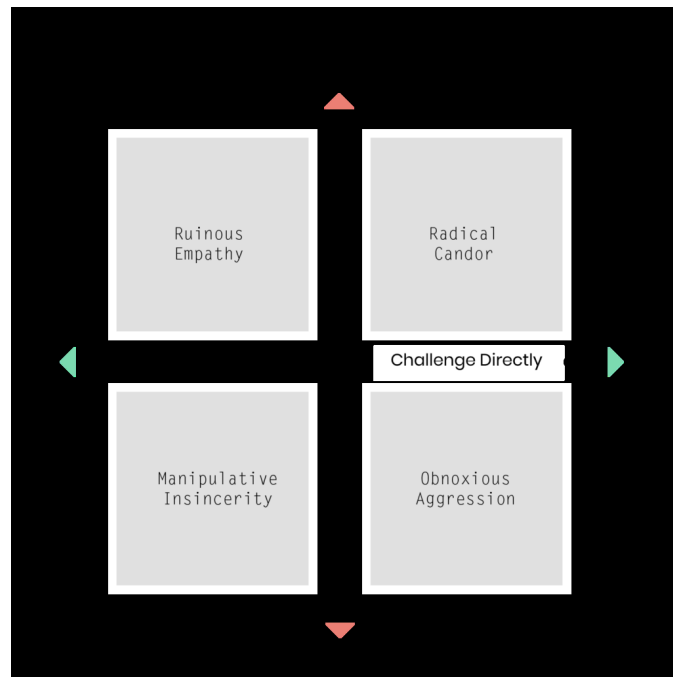 Ruinous
Empathy
Radical
Candor
Challenge Directly
Manipulative
Insincerity
Obnoxious
Aggression